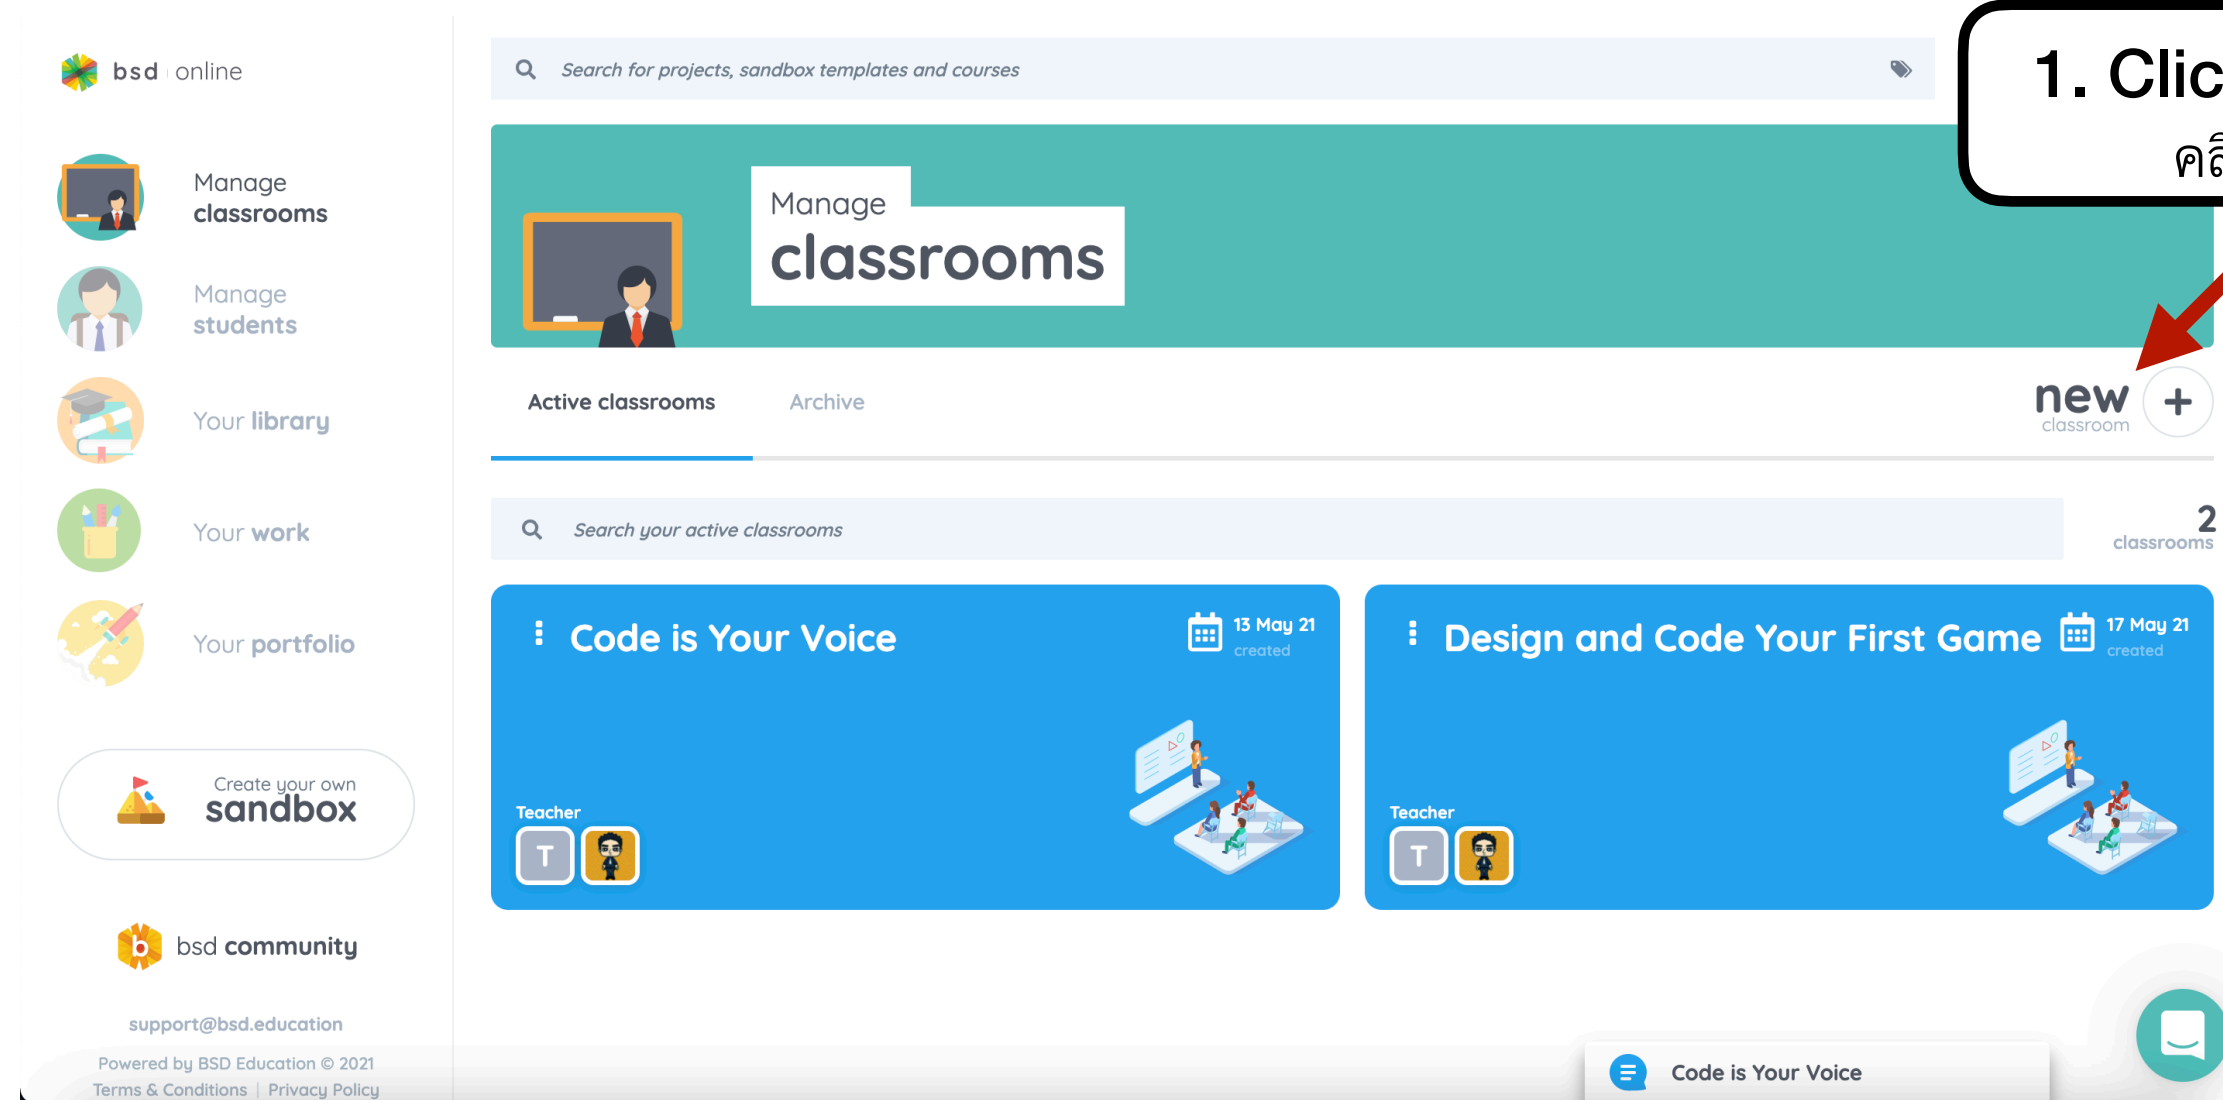 bsd online
Manage
classrooms
Manage
students
Your library
Your work
Your portfolio
Create your own
sandbox
bsd community
support@bsd.education
Powered by BSD Education © 2021
Terms & Conditions | Privacy Policy
Search for projects, sandbox templates and courses
1. Clic
คลิ
Manage
classrooms
Active classrooms
Archive
new
classroom
+
Search your active classrooms
2
classrooms
Code is Your Voice
13 May 21
created
Teacher
T
Design and Code Your First Game
17 May 21
created
Teacher
T
Code is Your Voice